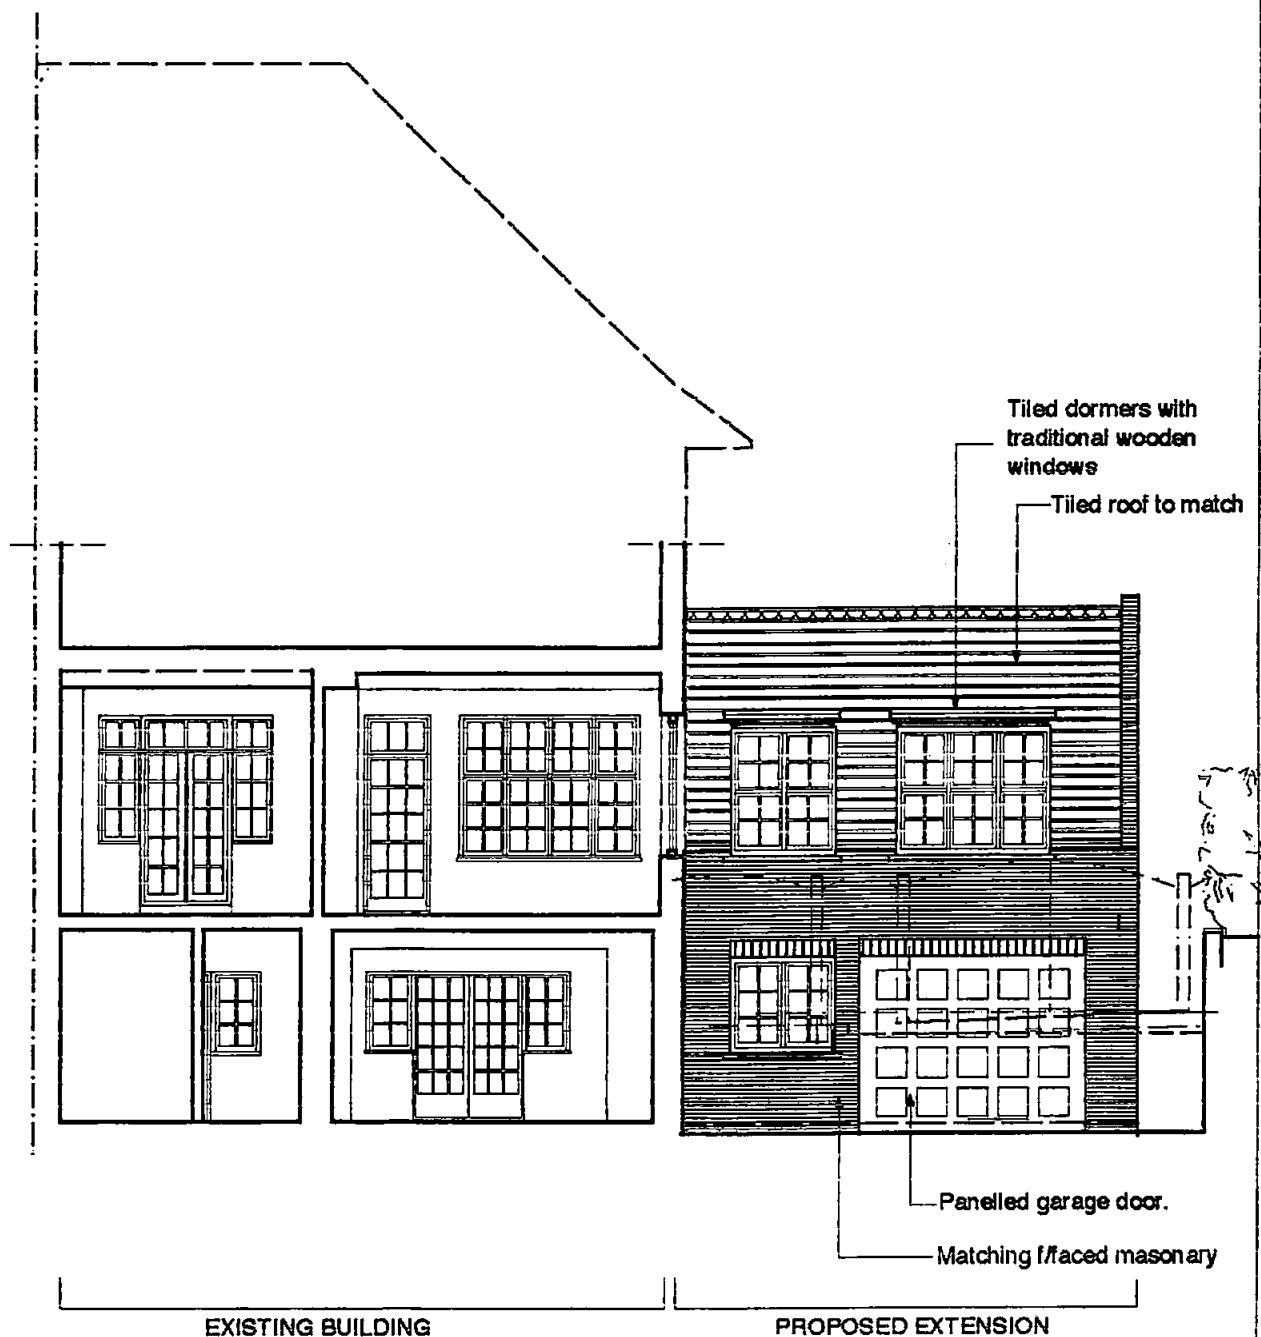 Tiled dormers with
traditional wooden
windows
Tiled roof to match
Panelled garage door.
Matching f/faced masonary
EXISTING BUILDING
PROPOSED EXTENSION